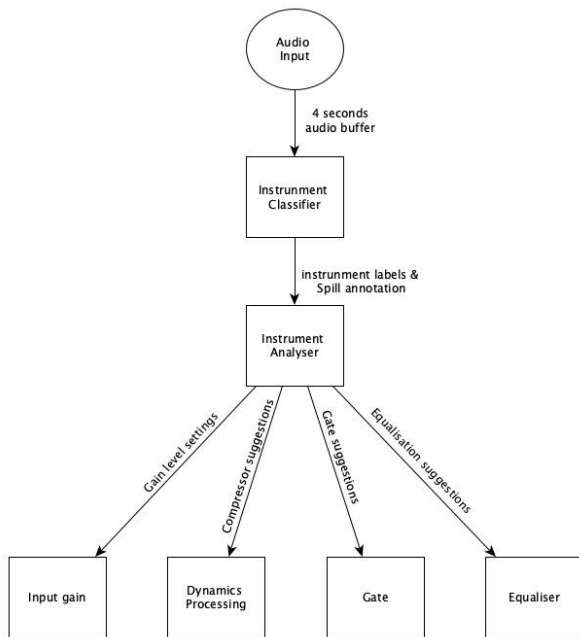 Audio
Input
4 seconds
audio buffer
Instrunment
Classifier
instrument labels &
Spill annotation
Instrument
Analyser
Gain level settings
Compressor suggestions
Gate suggestions
Equalisation suggestions
Input gain
Dynamics
Processing
Gate
Equaliser